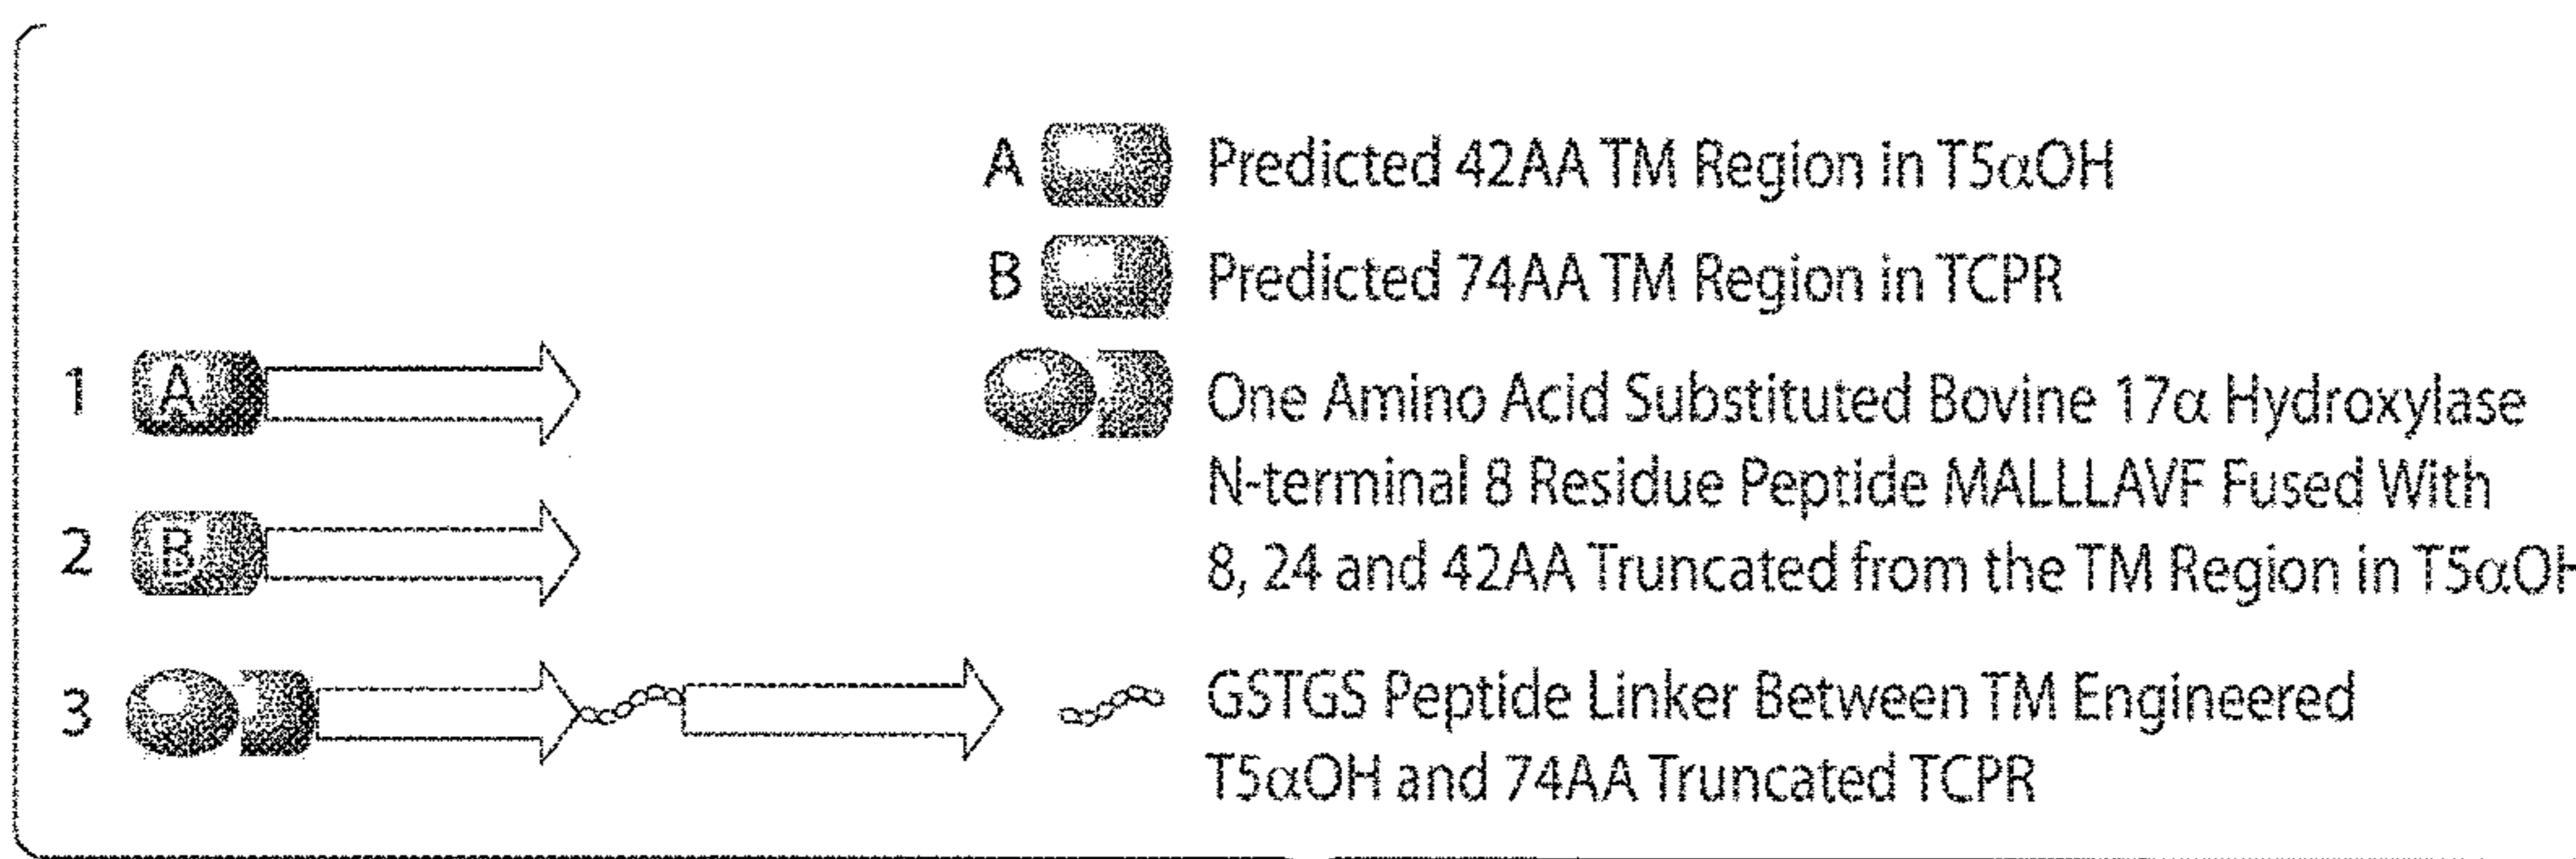 A Predicted 42AA TM Region in T5αOH
B Predicted 74AA TM Region in TCPR
1 A
One Amino Acid Substituted Bovine 17α Hydroxylase
N-terminal 8 Residue Peptide MALLLAVF Fused With
2 B
8, 24 and 42AA Truncated from the TM Region in T5αOH
3
GSTGS Peptide Linker Between TM Engineered
T5αOH and 74AA Truncated TCPR